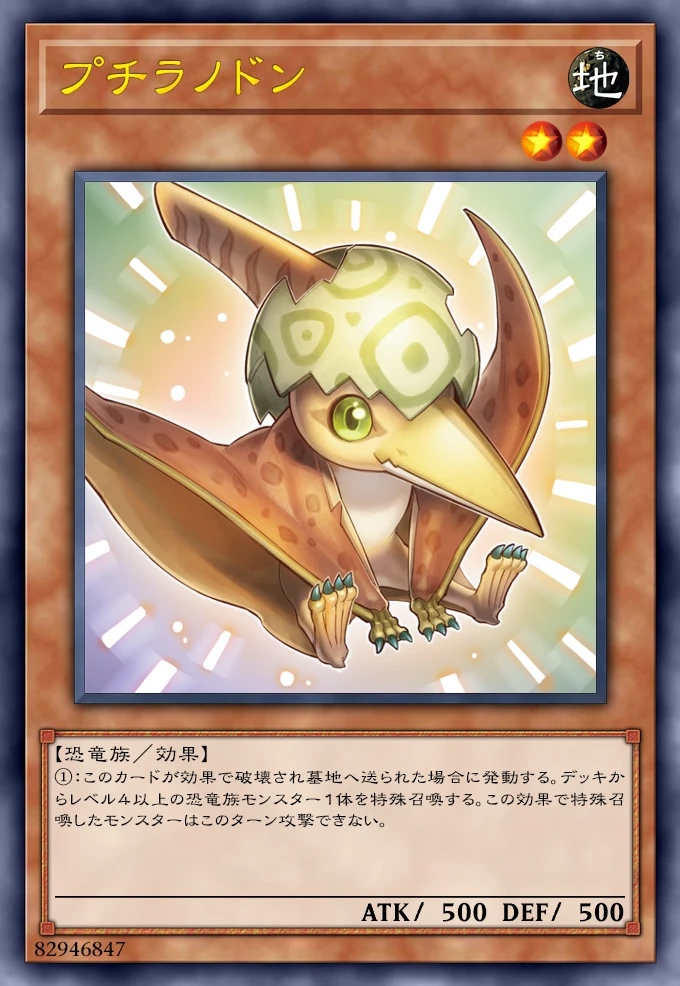 プチラノドン
地
ち
【恐竜族／効果】
①：このカードが効果で破壊され墓地へ送られた場合に発動する。デッキか
らレベル４以上の恐竜族モンスター１体を特殊召喚する。この効果で特殊召
喚したモンスターはこのターン攻撃できない。
ATK/ 500 DEF/ 500
82946847